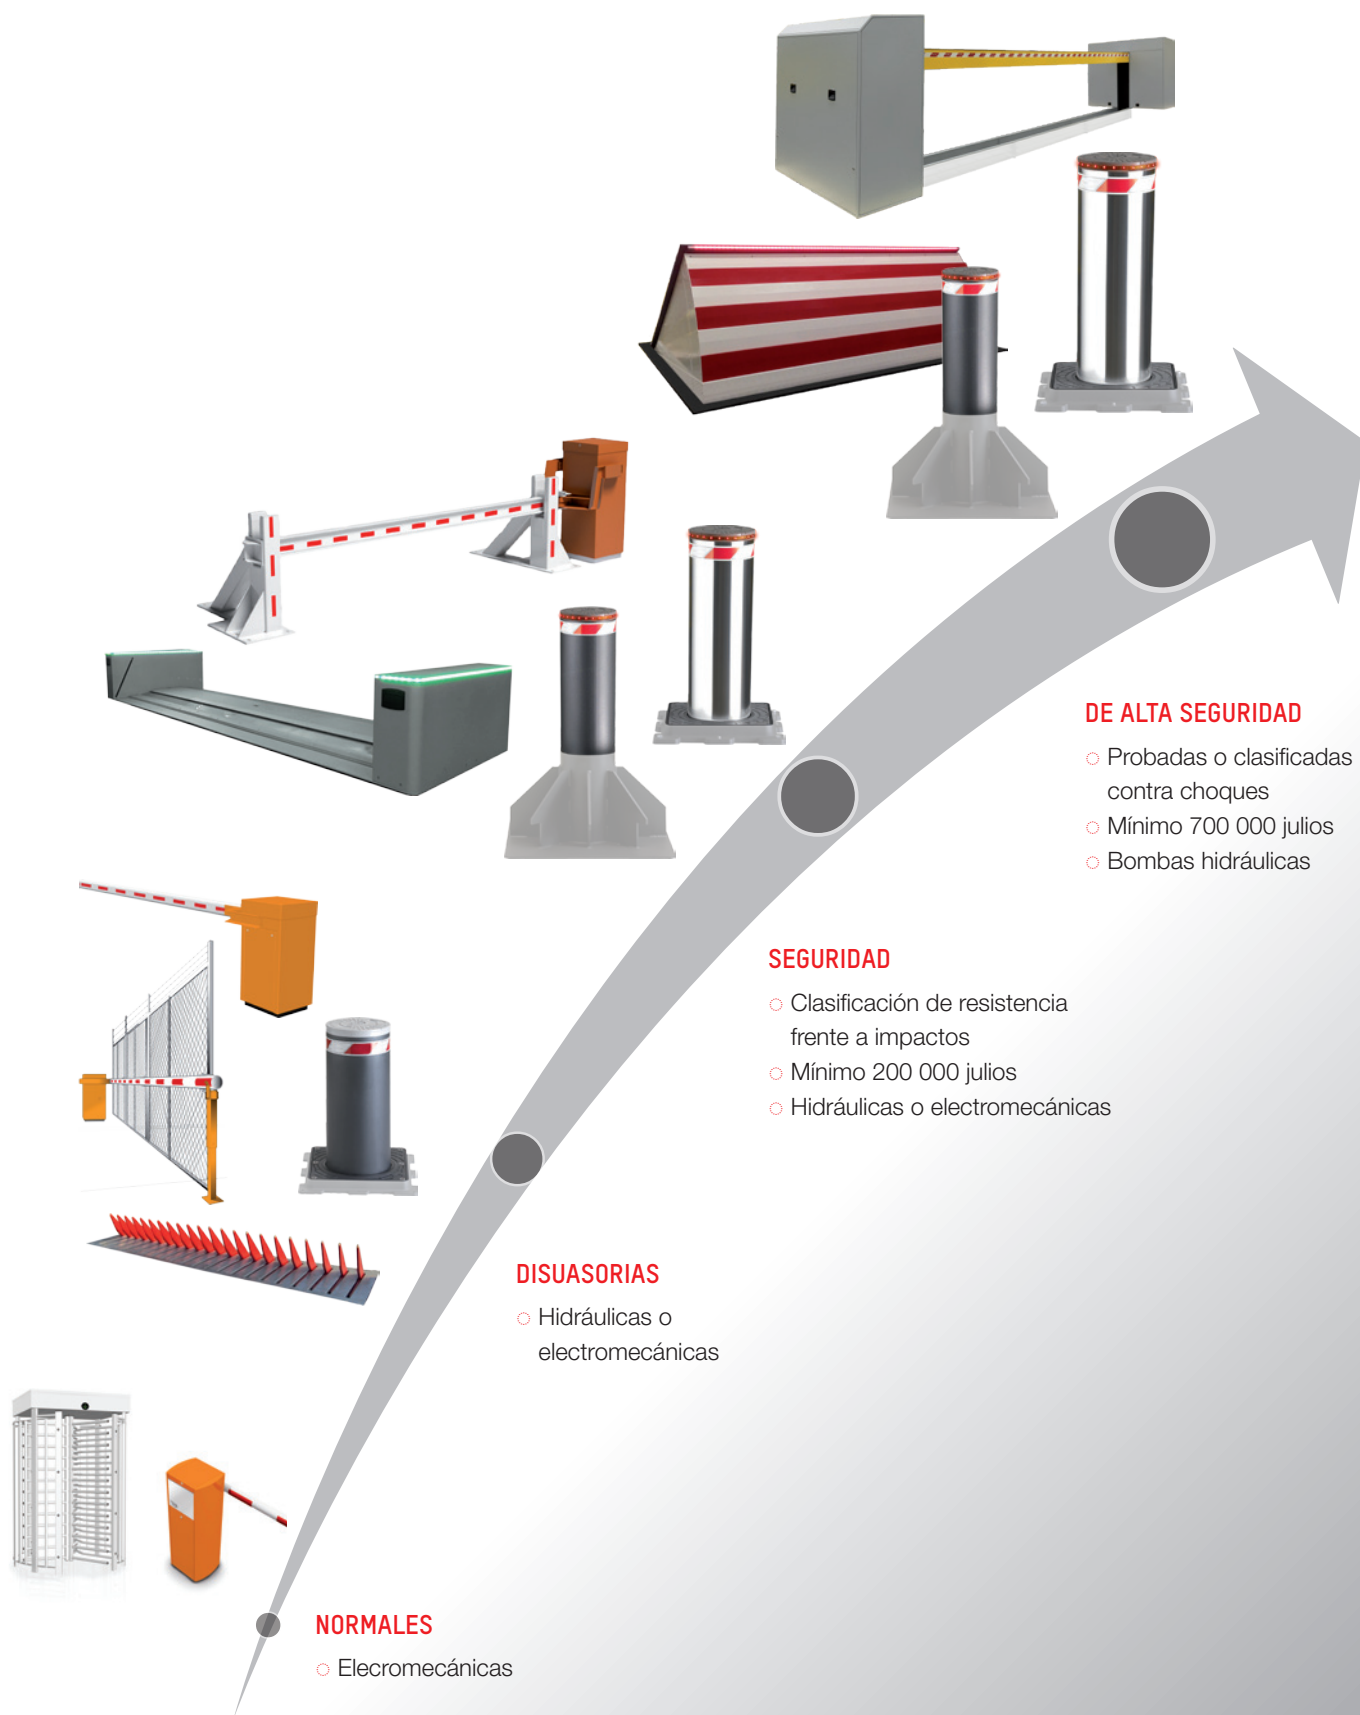 DE ALTA SEGURIDAD
Probadas o clasificadas
contra choques
Mínimo 700 000 julios
Bombas hidráulicas
SEGURIDAD
Clasificación de resistencia
frente a impactos
Mínimo 200 000 julios
Hidráulicas o electromecánicas
DISUASORIAS
Hidráulicas o
electromecánicas
NORMALES
Elecromecánicas